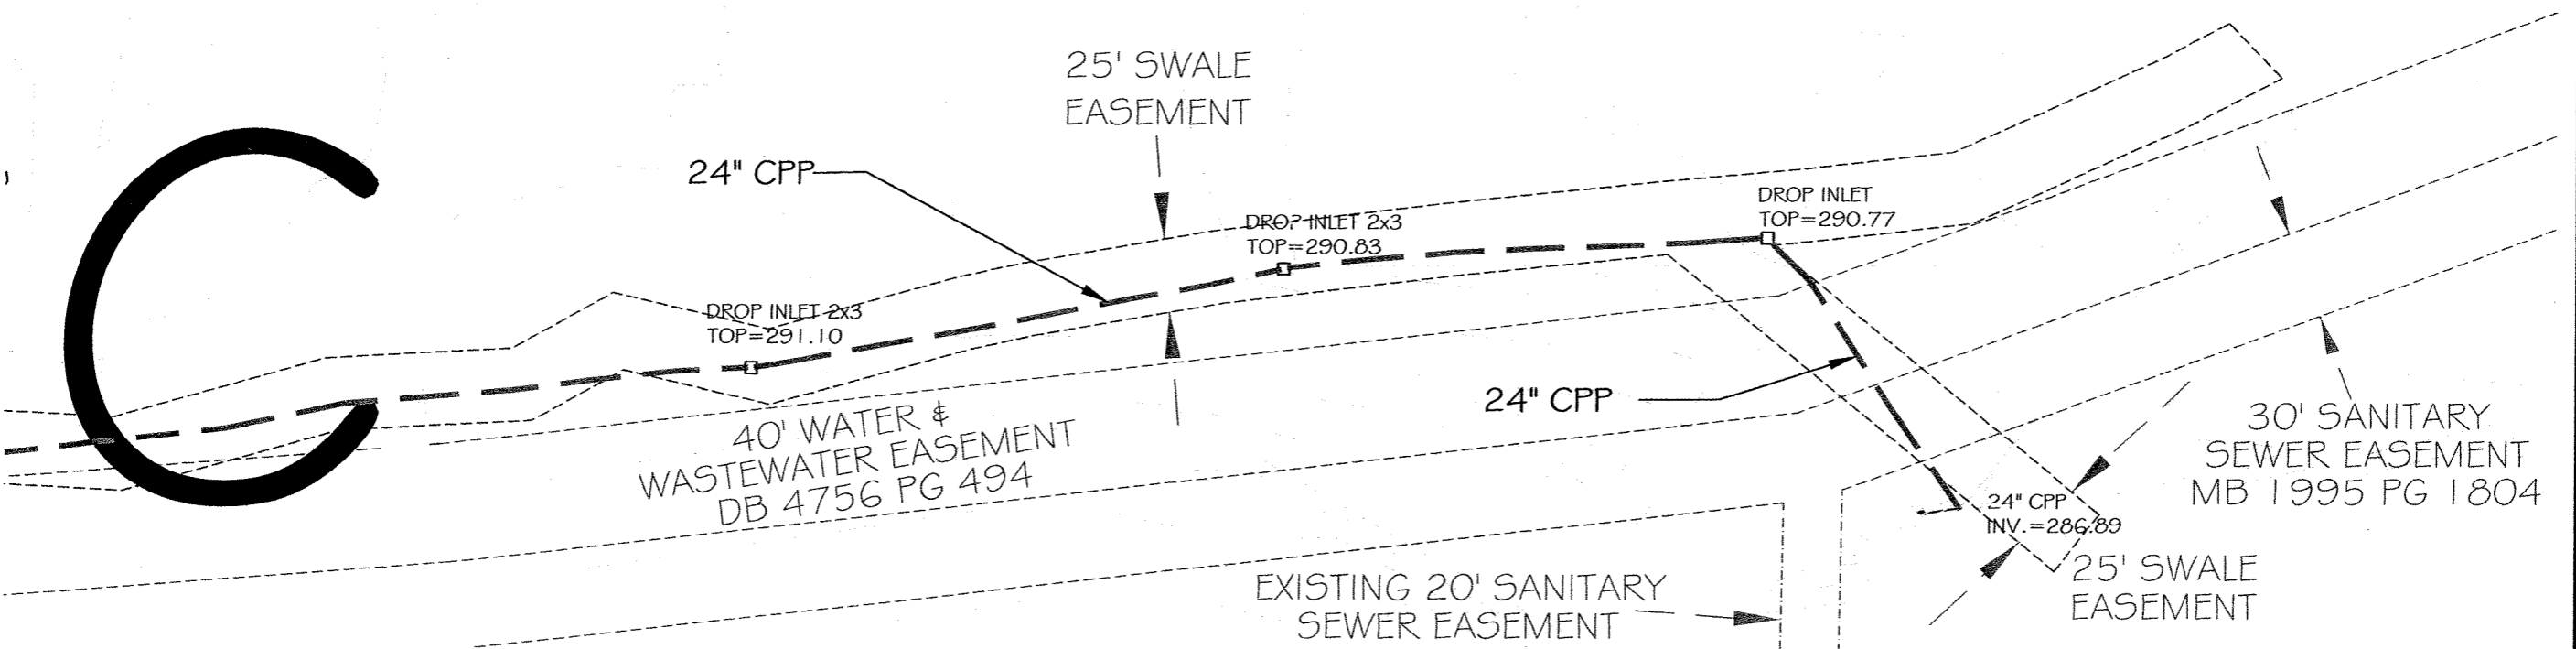 25' SWALE
EASEMENT
24" CPP
DROP INLET
TOP=290.77
DROP INLET 2x3
TOP=290.83
DROP INLET 2x3
TOP=291.10
C
24" CPP
40' WATER &
WASTEWATER EASEMENT
DB 4756 PG 494
30' SANITARY
SEWER EASEMENT
MB 1995 PG 1804
24" CPP
INV.=286.89
25' SWALE
EASEMENT
EXISTING 20' SANITARY
SEWER EASEMENT